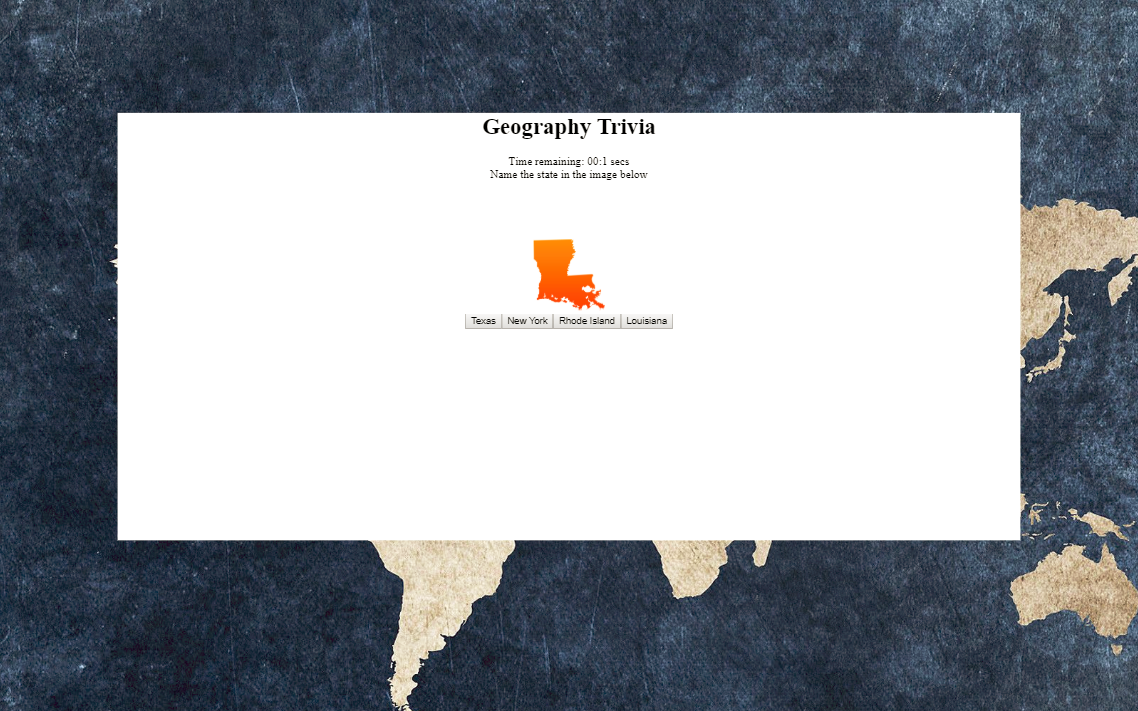 Geography Trivia
Time remaining: 00:1 secs
Name the state in the image below
Texas New York Rhode Island Louisiana